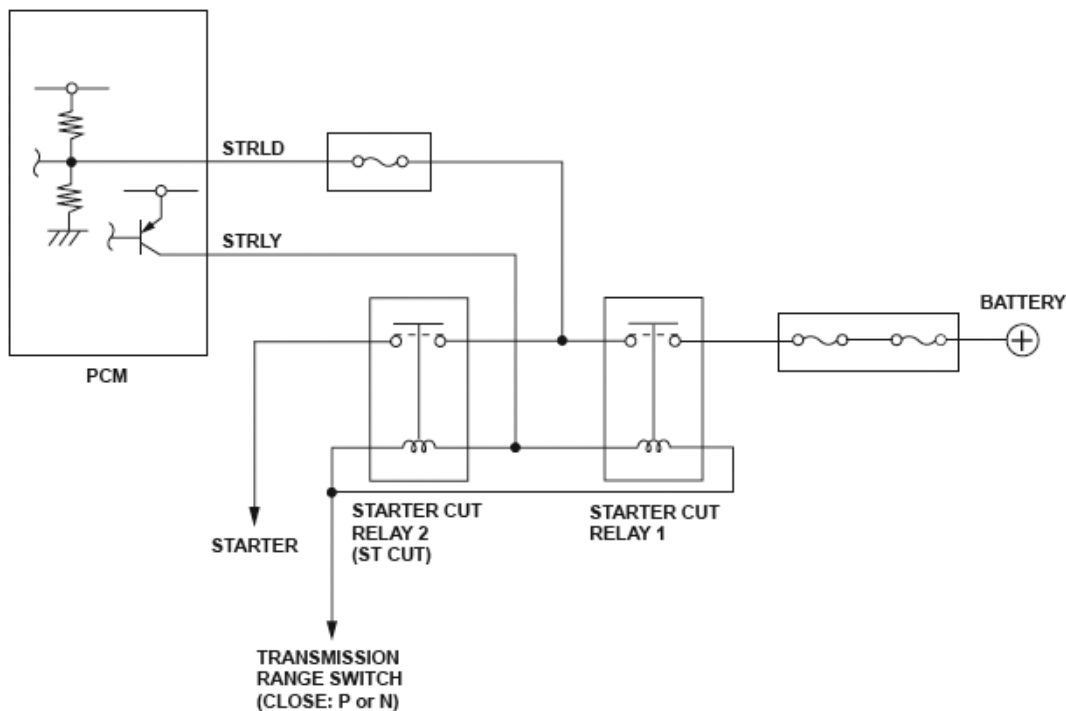 STRLD
STRLY
PCM
BATTERY
STARTER CUT
RELAY 2
(ST CUT)
STARTER CUT
RELAY 1
STARTER
TRANSMISSION
RANGE SWITCH
(CLOSE: P or N)